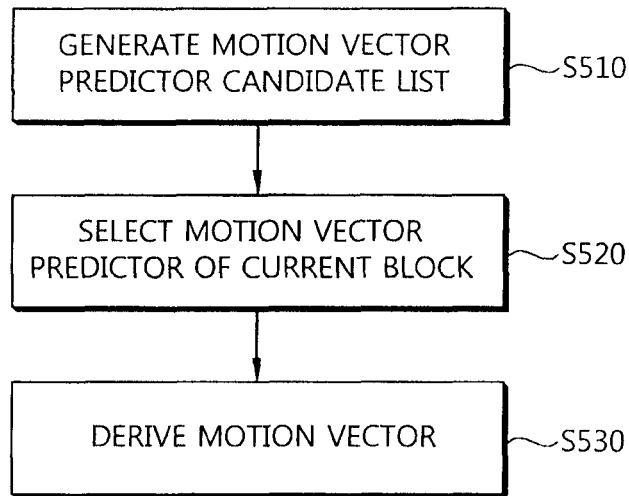 GENERATE MOTION VECTOR
PREDICTOR CANDIDATE LIST
S510
SELECT MOTION VECTOR
PREDICTOR OF CURRENT BLOCK
S520
DERIVE MOTION VECTOR
S530